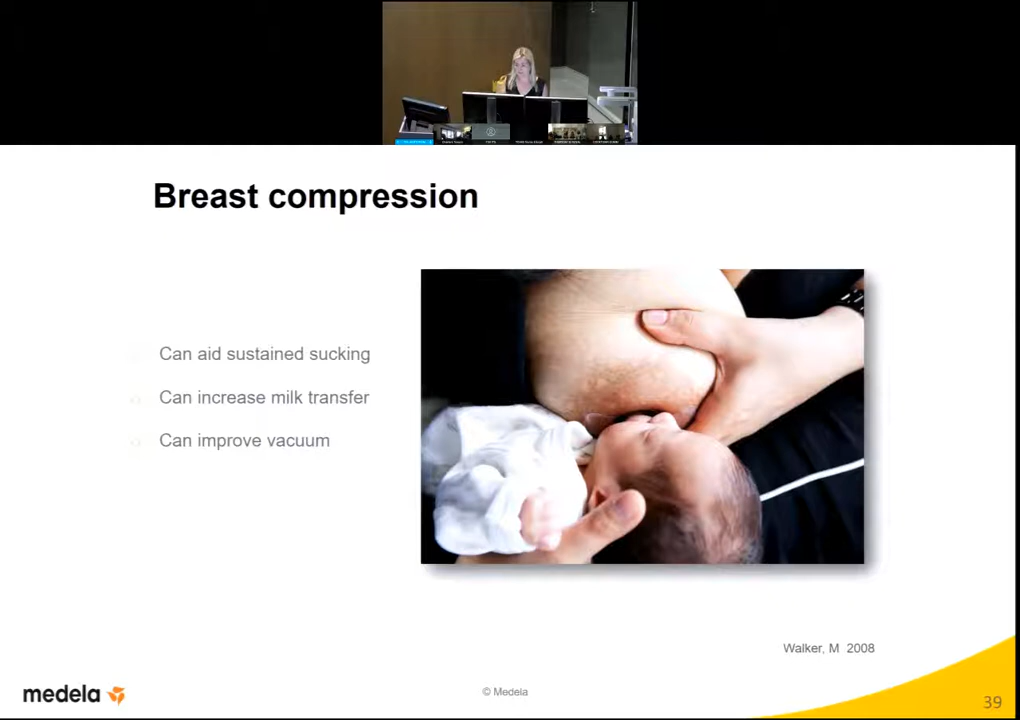 Breast compression
Can aid sustained sucking
Can increase milk transfer
Can improve vacuum
Walker, M 2008
medela
© Medela
39